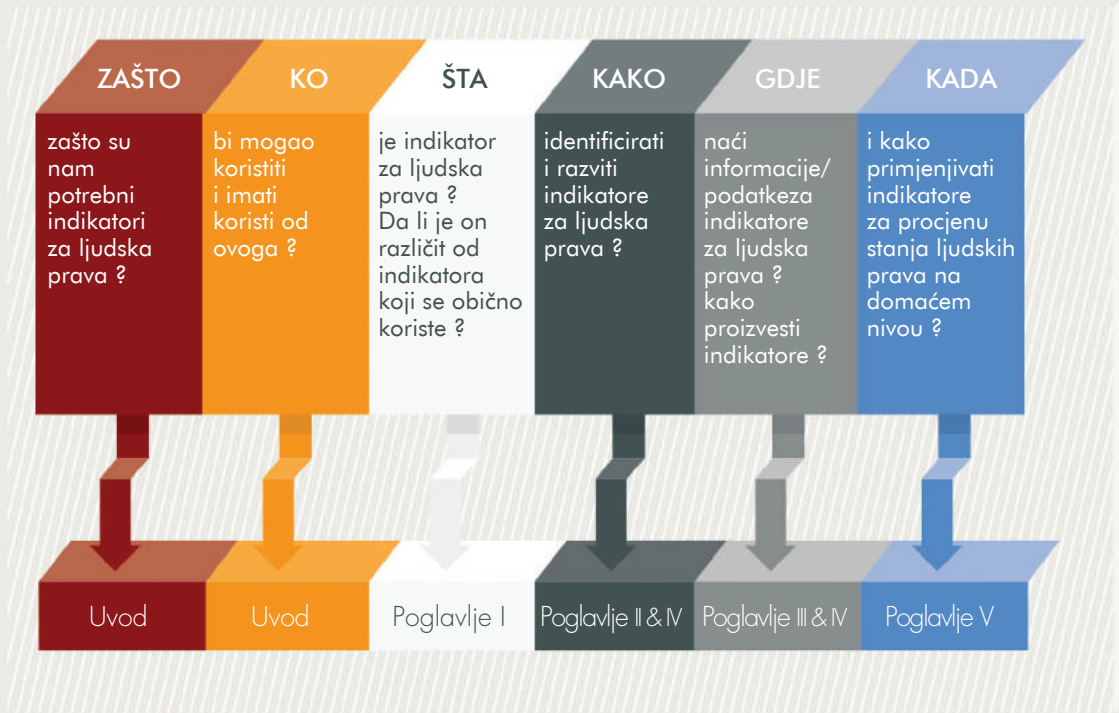 ZAŠTO
zašto su
nam
potrebni
indikatori
za ljudska
prava ?
Uvod
KO
bi mogao
koristiti
i imati
koristi od
ovoga ?
Uvod
ŠTA
je indikator
za ljudska
prava ?
Da li je on
različit od
indikatora
koji se obično
koriste ?
Poglavlje I
KAKO
identificirati
i razviti
indikatore
za ljudska
prava ?
Poglavlje II & IV
GDJE
naći
informacije/
podatkeza
indikatore
za ljudska
prava ?
kako
proizvesti
indikatore ?
Poglavlje III & IV
KADA
i kako
primjenjivati
indikatore
za procjenu
stanja ljudskih
prava na
domaćem
nivou ?
Poglavlje V